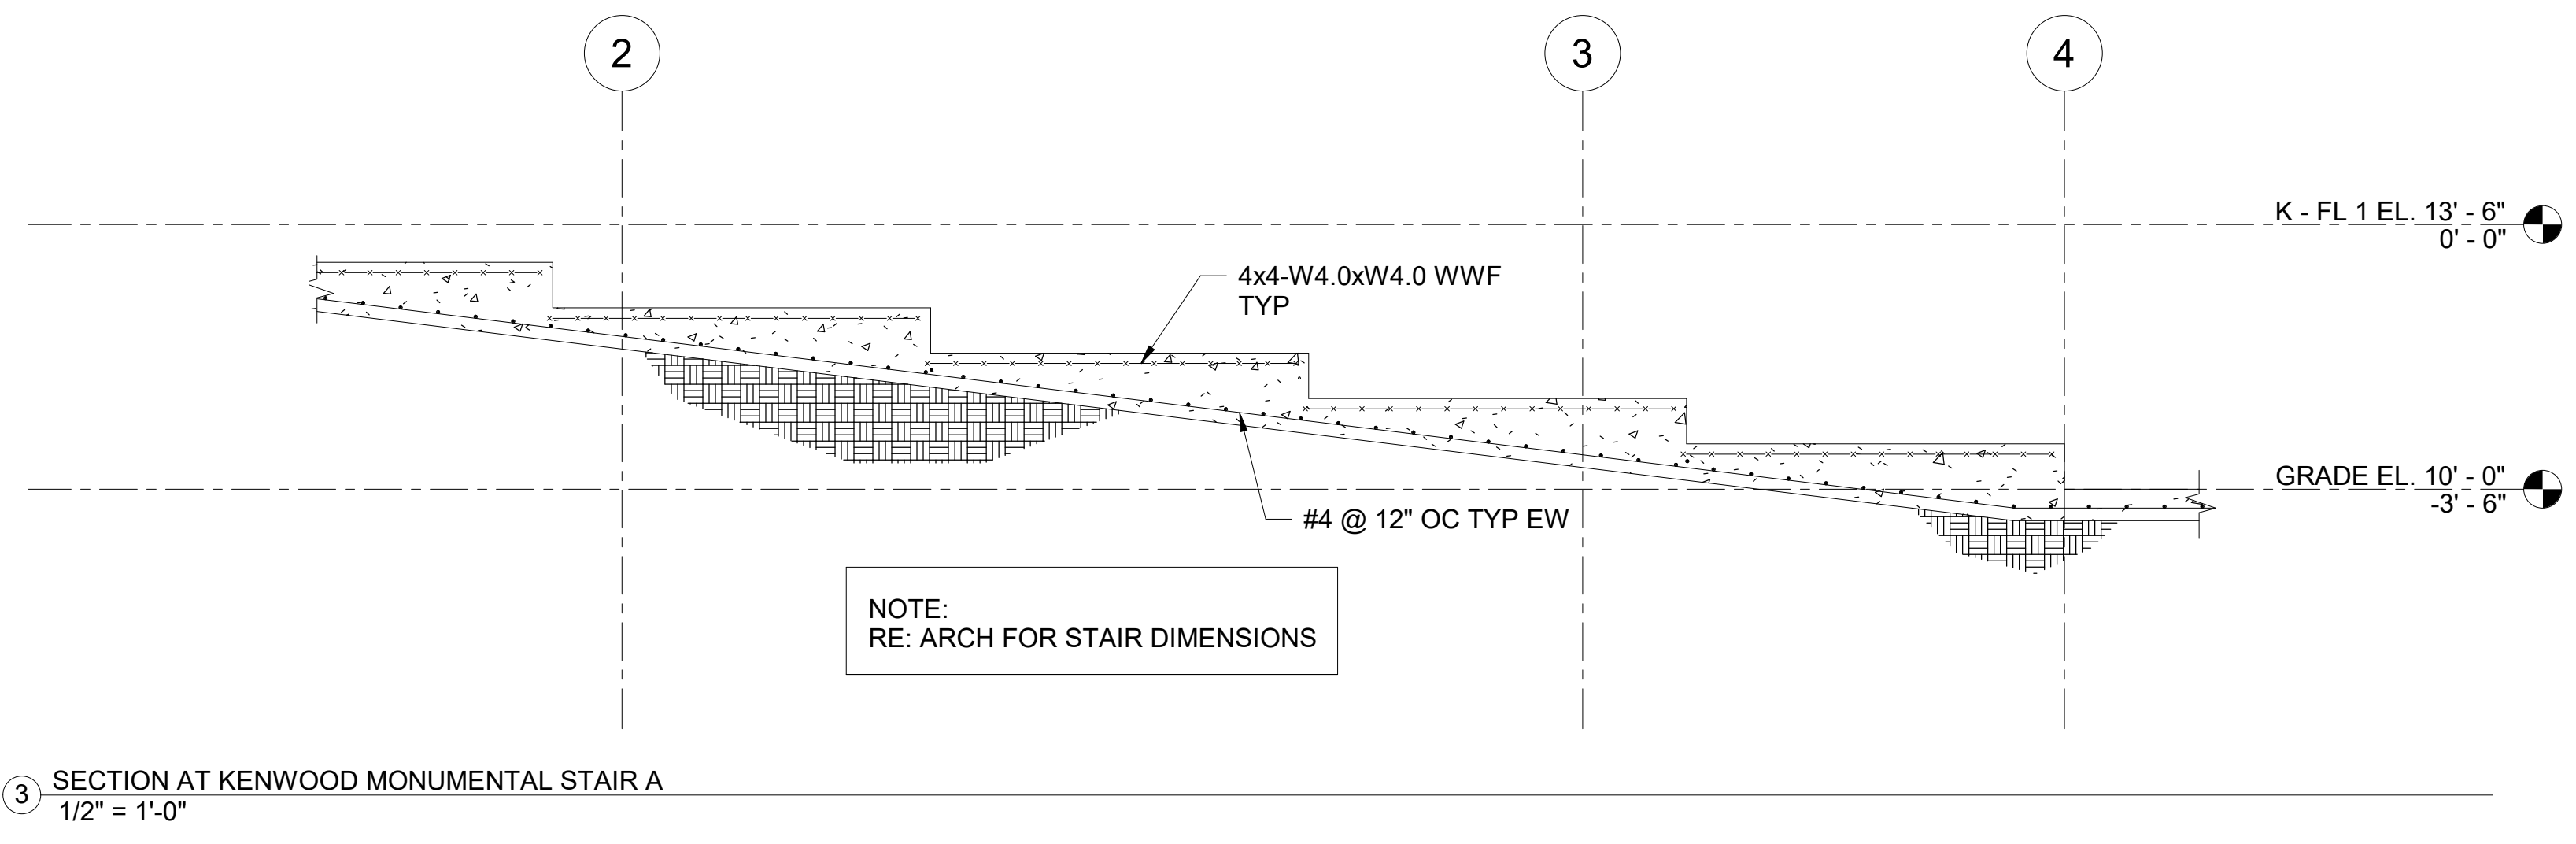 2
3
4
K - FL 1 EL. 13' - 6"
0' - 0"
4x4-W4.0xW4.0 WWF
TYP
GRADE EL. 10' - 0"
-3' - 6"
#4 @ 12" OC TYP EW
NOTE:
RE: ARCH FOR STAIR DIMENSIONS
3
SECTION AT KENWOOD MONUMENTAL STAIR A
1/2" = 1'-0"